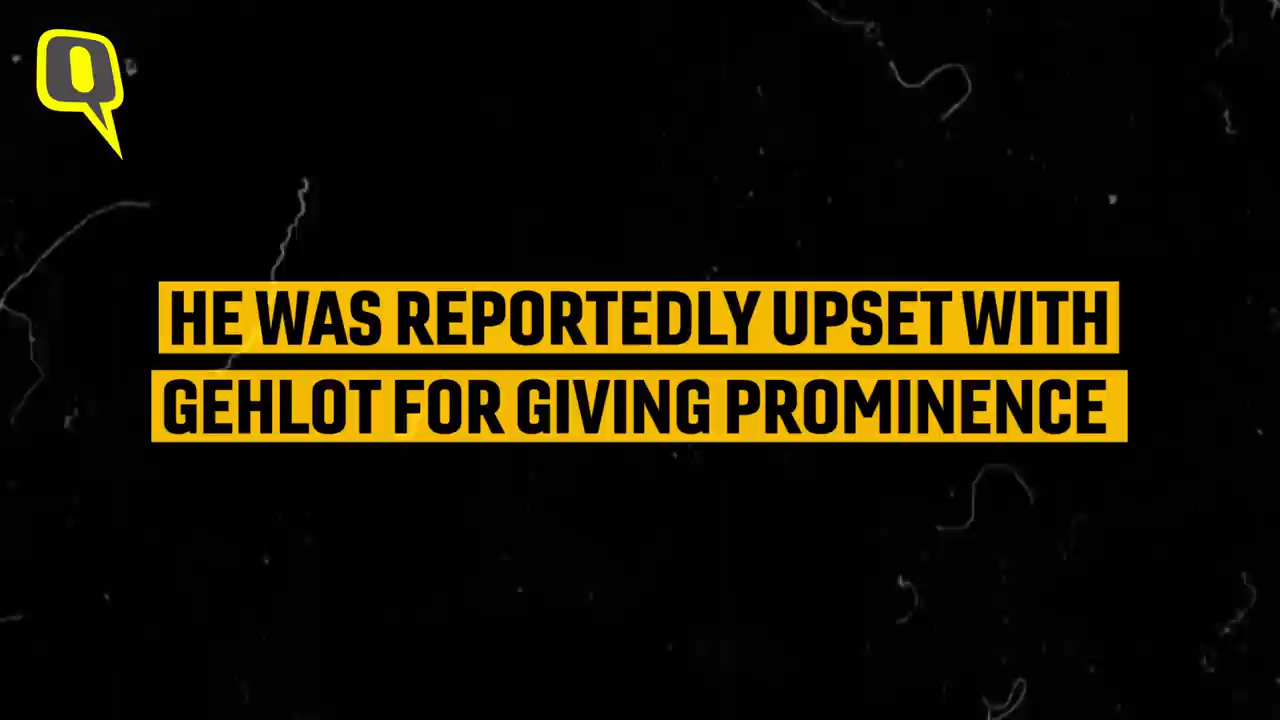 HE WAS REPORTEDLY UPSET WITH
GEHLOT FOR GIVING PROMINENCE